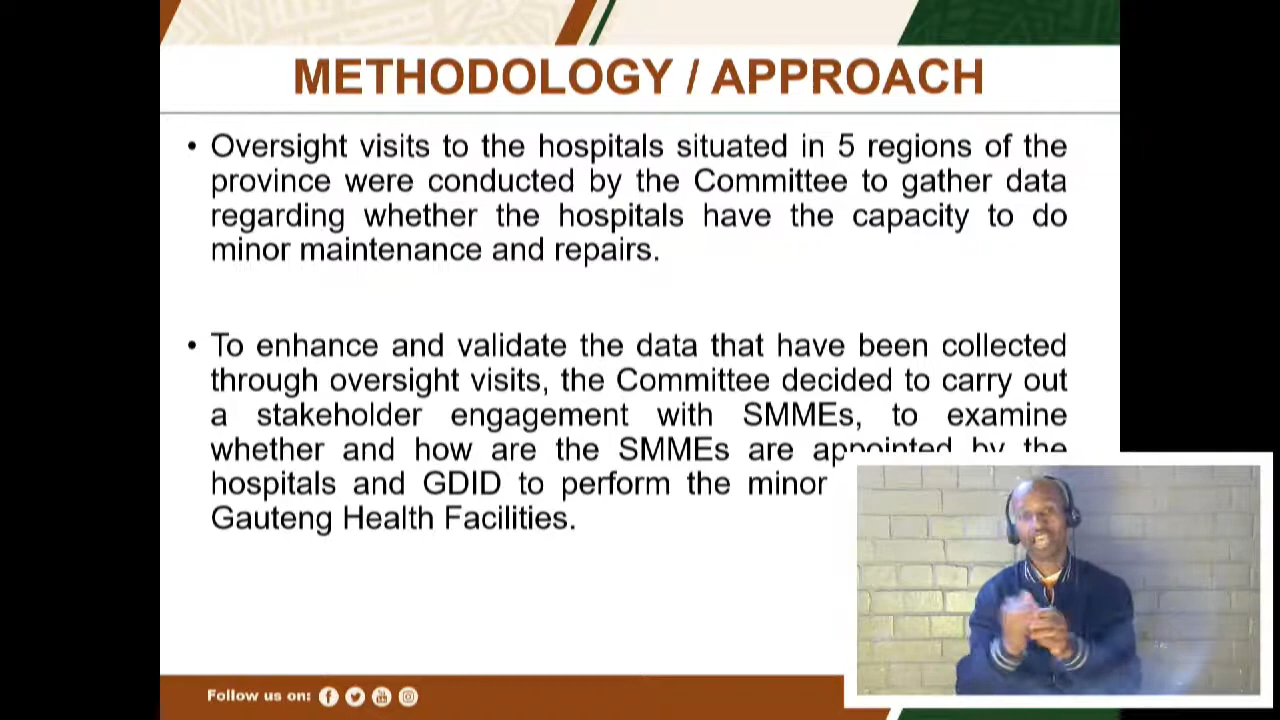 METHODOLOGY / APPROACH
• Oversight visits to the hospitals situated in 5 regions of the
province were conducted by the Committee to gather data
regarding whether the hospitals have the capacity to do
minor maintenance and repairs.
• To enhance and validate the data that have been collected
through oversight visits, the Committee decided to carry out
a stakeholder engagement with SMMEs, to examine
whether and how are the SMMEs are appointed by the
hospitals and GDID to perform the minor
Gauteng Health Facilities.
Follow us on: